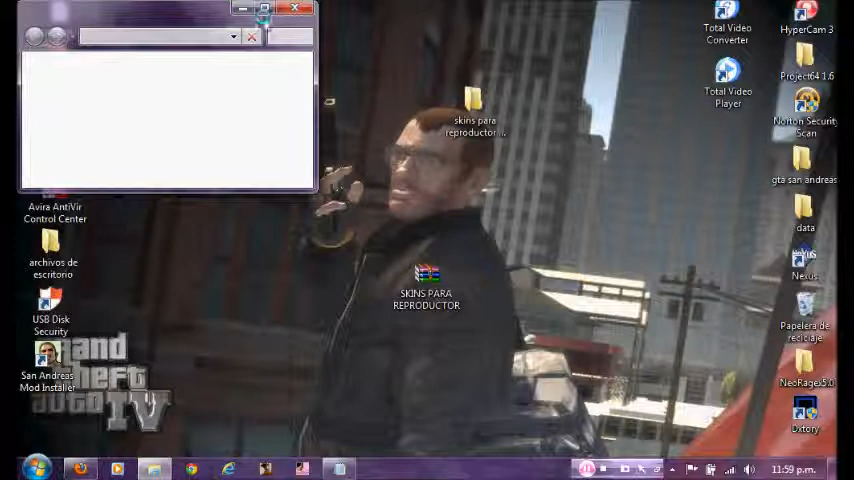 Total Video
Converter
HyperCam 3
Total Video
Player
Project64 1.6
skins para
reproductor ...
Norton Security
Scan
gta san andreas
Avira AntiVir
Control Center
data
archivos de
escritorio
Nexus
SKINS PARA
REPRODUCTOR
USB Disk
Security
Papelera de
reciclaje
San Andreas
Mod Installer
NeoRagex5.0
Grand
theft
auto IV
Dxtory
11:59 p.m.